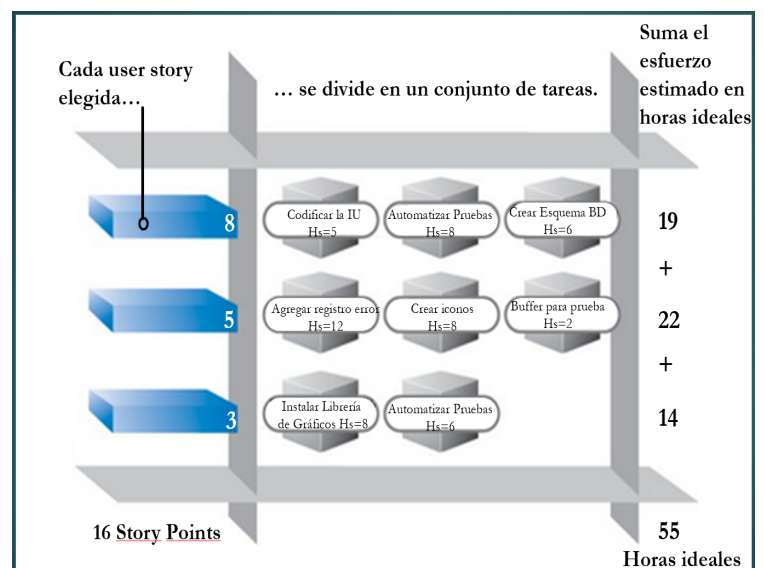 Suma el
esfuerzo
estimado en
horas ideales
Cada user story
elegida…
… se divide en un conjunto de tareas.
8
Codificar la IU
Hs=5
Automatizar Pruebas
Hs=8
Crear Esquema BD
Hs=6
19
+
5
Agregar registro error
Hs=12
Crear iconos
Hs=8
Buffer para prueba
Hs=2
22
+
3
Instalar Librería
de Gráficos Hs=8
Automatizar Pruebas
Hs=6
14
16 Story Points
55
Horas ideales